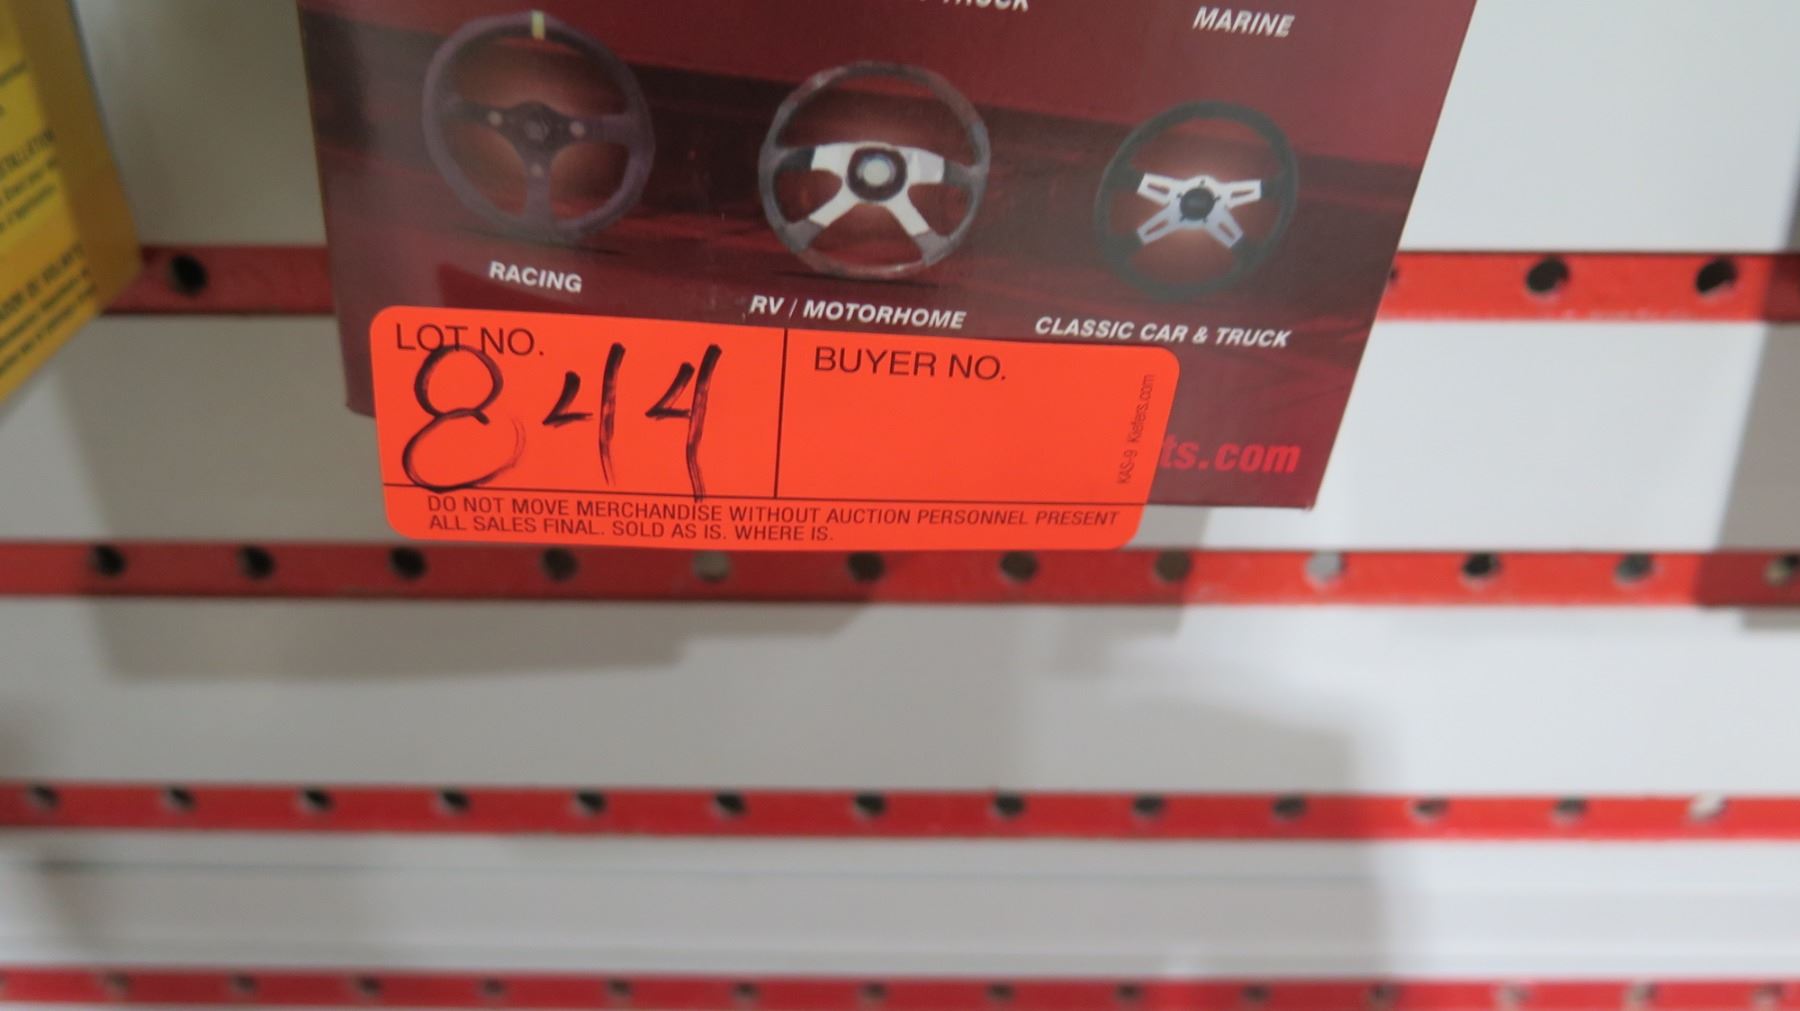 MARINE
RACING
RV / MOTORHOME
CLASSIC CAR & TRUCK
LOT NO.
844
BUYER NO.
KAS-9 Kiefers.com
ts.com
DO NOT MOVE MERCHANDISE WITHOUT AUCTION PERSONNEL PRESENT
ALL SALES FINAL. SOLD AS IS. WHERE IS.